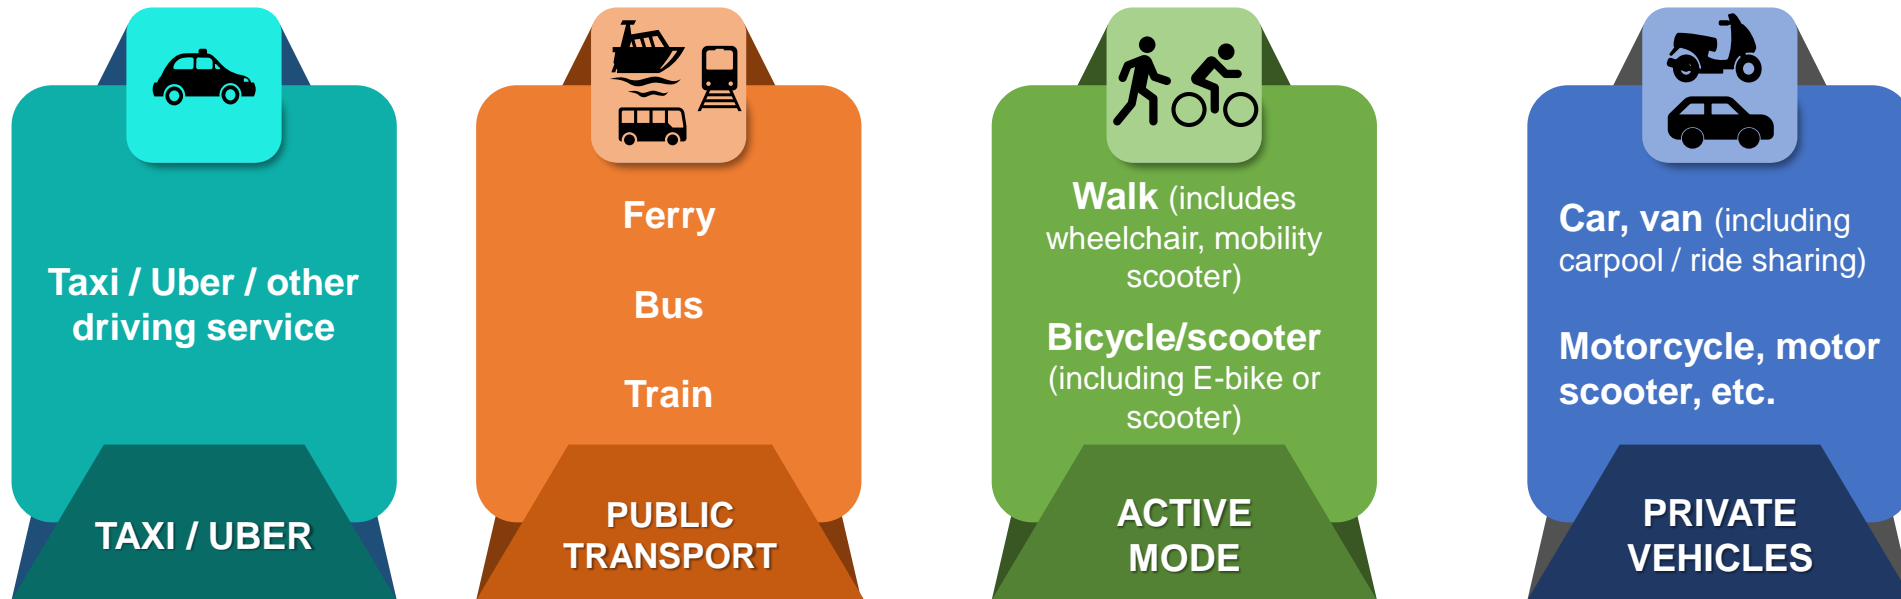 Taxi / Uber / other
driving service
TAXI / UBER
Ferry
Bus
Train
PUBLIC
TRANSPORT
Walk (includes
wheelchair, mobility
scooter)
Bicycle/scooter
(including E-bike or
scooter)
ACTIVE
MODE
Car, van (including
carpool / ride sharing)
Motorcycle, motor
scooter, etc.
PRIVATE
VEHICLES